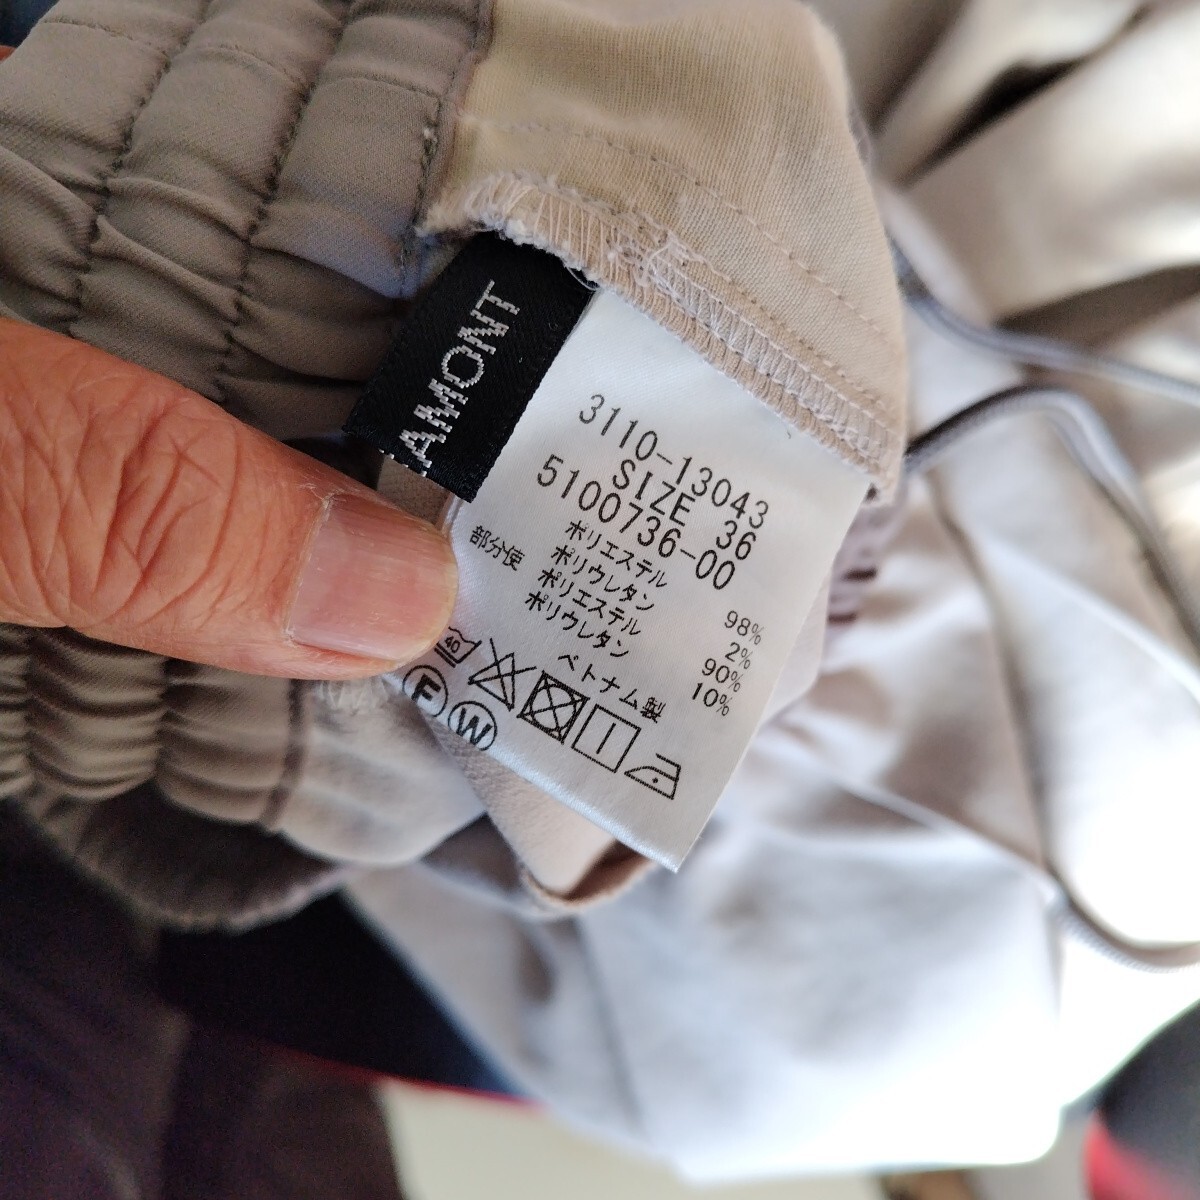 AMONT
3110-13043
SIZE 36
5100736-00
ポリエステル 98%
ポリウレタン 2%
部分使 ポリエステル 90%
ポリウレタン 10%
ベトナム製
40
F W